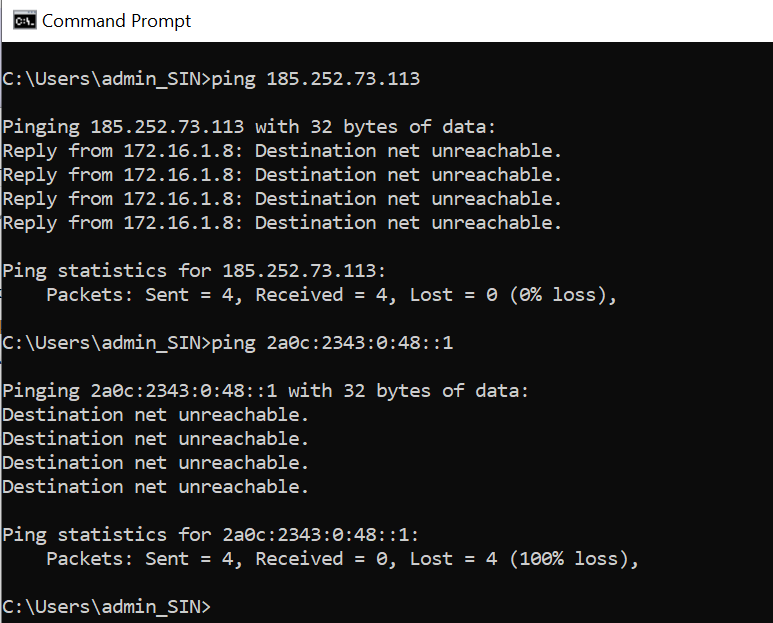 Command Prompt
C:\Users\admin_SIN>ping 185.252.73.113
Pinging 185.252.73.113 with 32 bytes of data:
Reply from 172.16.1.8: Destination net unreachable.
Reply from 172.16.1.8: Destination net unreachable.
Reply from 172.16.1.8: Destination net unreachable.
Reply from 172.16.1.8: Destination net unreachable.
Ping statistics for 185.252.73.113:
    Packets: Sent = 4, Received = 4, Lost = 0 (0% loss),
C:\Users\admin_SIN>ping 2a0c:2343:0:48::1
Pinging 2a0c:2343:0:48::1 with 32 bytes of data:
Destination net unreachable.
Destination net unreachable.
Destination net unreachable.
Destination net unreachable.
Ping statistics for 2a0c:2343:0:48::1:
    Packets: Sent = 4, Received = 0, Lost = 4 (100% loss),
C:\Users\admin_SIN>